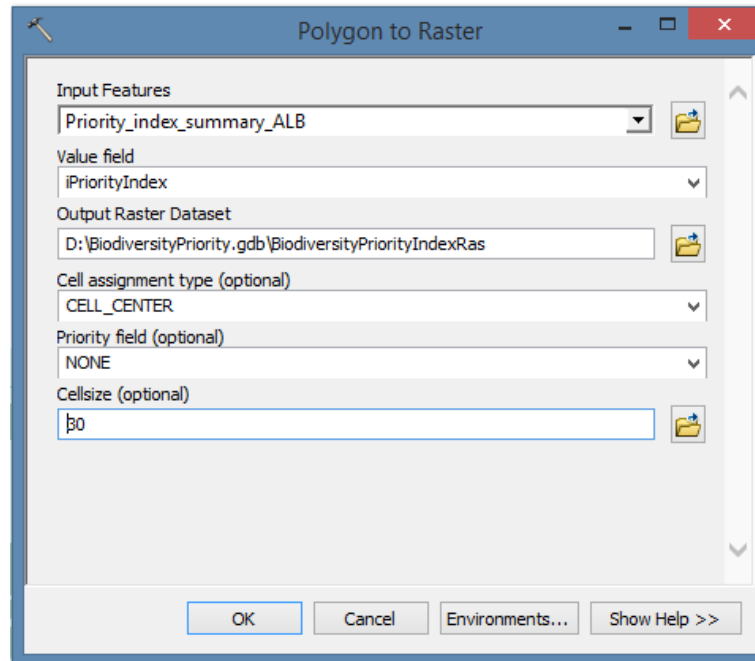 Polygon to Raster
Input Features
Priority_index_summary_ALB
Value field
iPriorityIndex
Output Raster Dataset
D:\BiodiversityPriority.gdb\BiodiversityPriorityIndexRas
Cell assignment type (optional)
CELL_CENTER
Priority field (optional)
NONE
Cellsize (optional)
30
OK Cancel Environments... Show Help >>